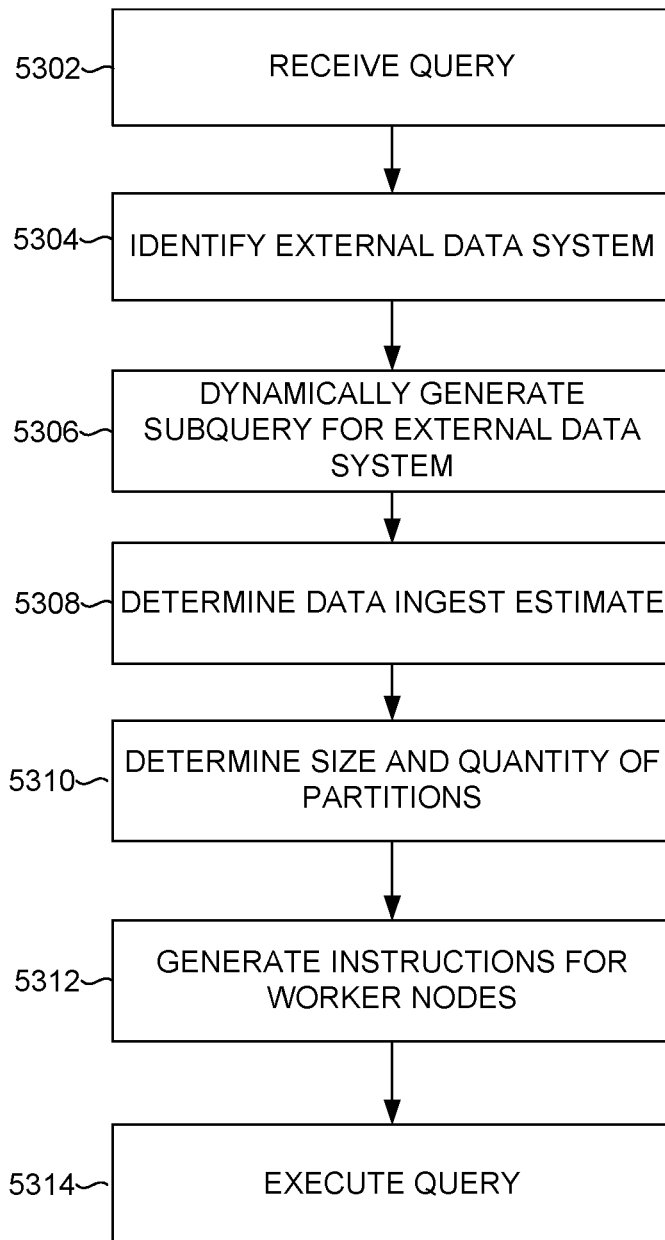 5302 RECEIVE QUERY
5304 IDENTIFY EXTERNAL DATA SYSTEM
DYNAMICALLY GENERATE
5306 SUBQUERY FOR EXTERNAL DATA
SYSTEM
5308 DETERMINE DATA INGEST ESTIMATE
5310 DETERMINE SIZE AND QUANTITY OF
PARTITIONS
5312 GENERATE INSTRUCTIONS FOR
WORKER NODES
5314 EXECUTE QUERY